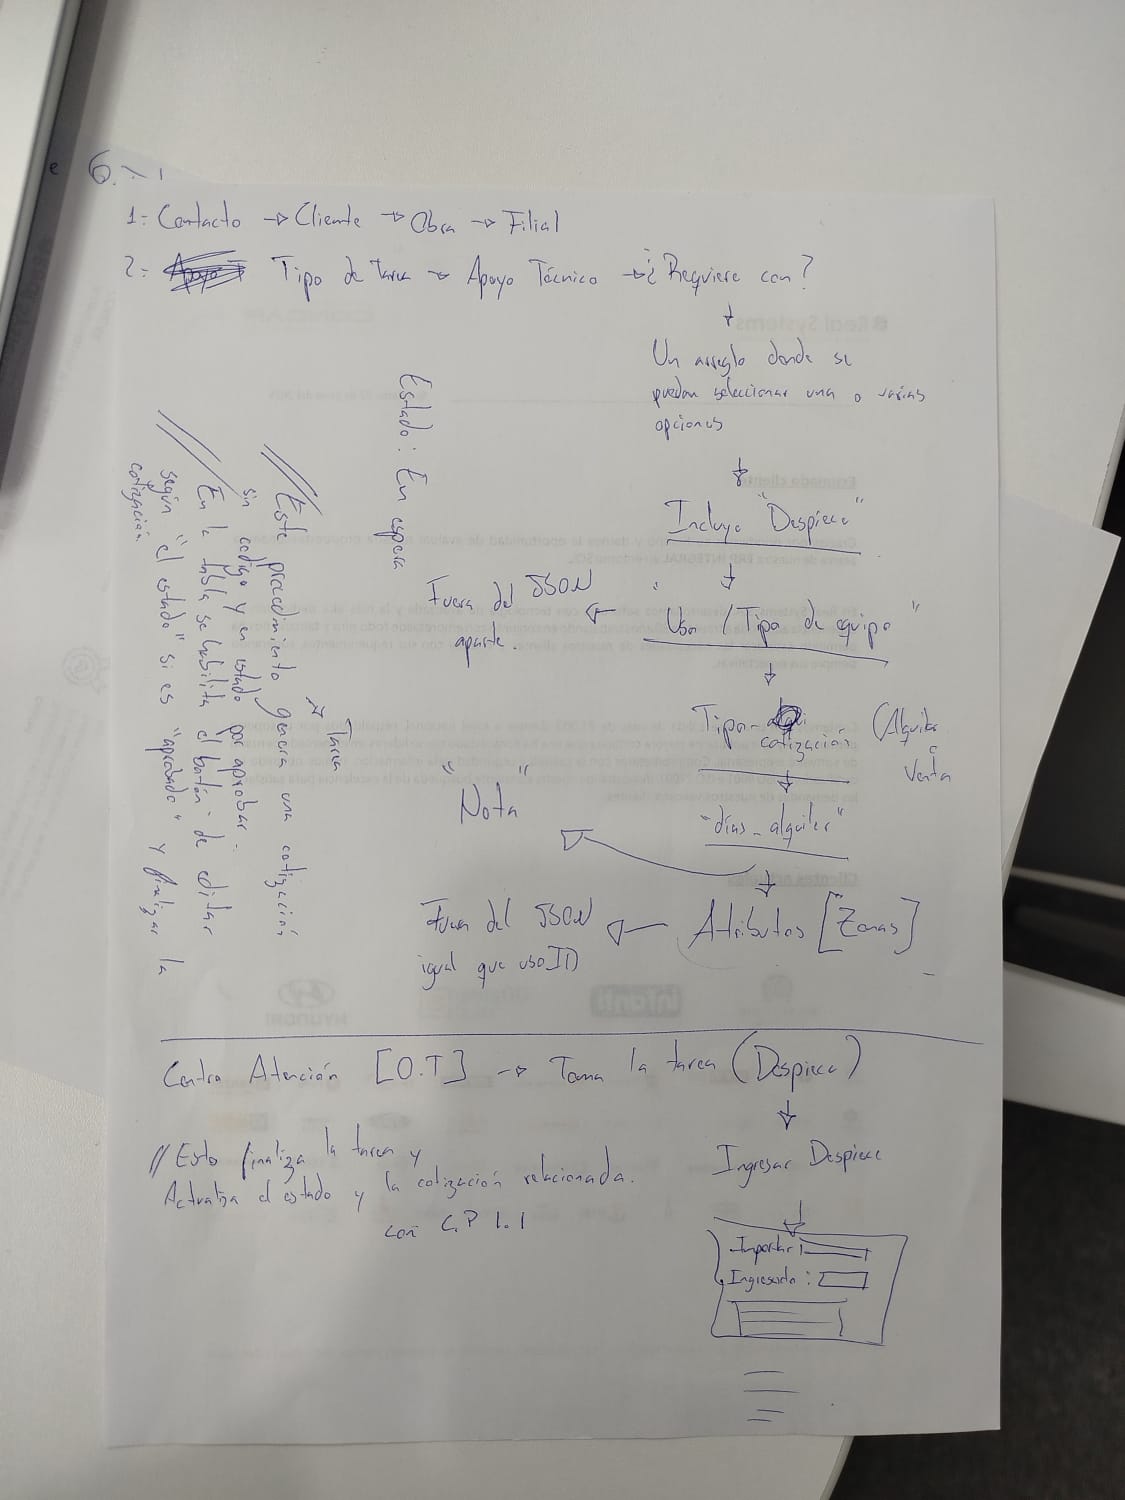 6.
1= Contacto → Cliente → Obra → Filial
2= Tipo de tarea → Apoyo Técnico → ¿Requiere con?
Un arreglo donde se
puedan seleccionar una o varias
opciones
Incluye "Despiece"
"Uso / Tipo de equipo"
Fuera del JSON
aparte.
Tipo- cotización (Alquiler
o
Venta
"días_alquiler"
"Nota"
Atributos [Zonas]
Fuera del JSON
igual que uso ID
Estado: En espera
// Este procedimiento genera una cotización
→ Tarea
sin codigo y en estado por aprobar.
// En la tabla se habilita el botón de editar
según "el estado" si es "aprobado" y finalizar la
cotización
Centro Atención [O.T] → Toma la tarea (Despiece)
Ingresar Despiece
// Esto finaliza la tarea y
Actualiza el estado y la cotización relacionada.
con C.P 1.1
Importar:
Ingresado:
Real Systems